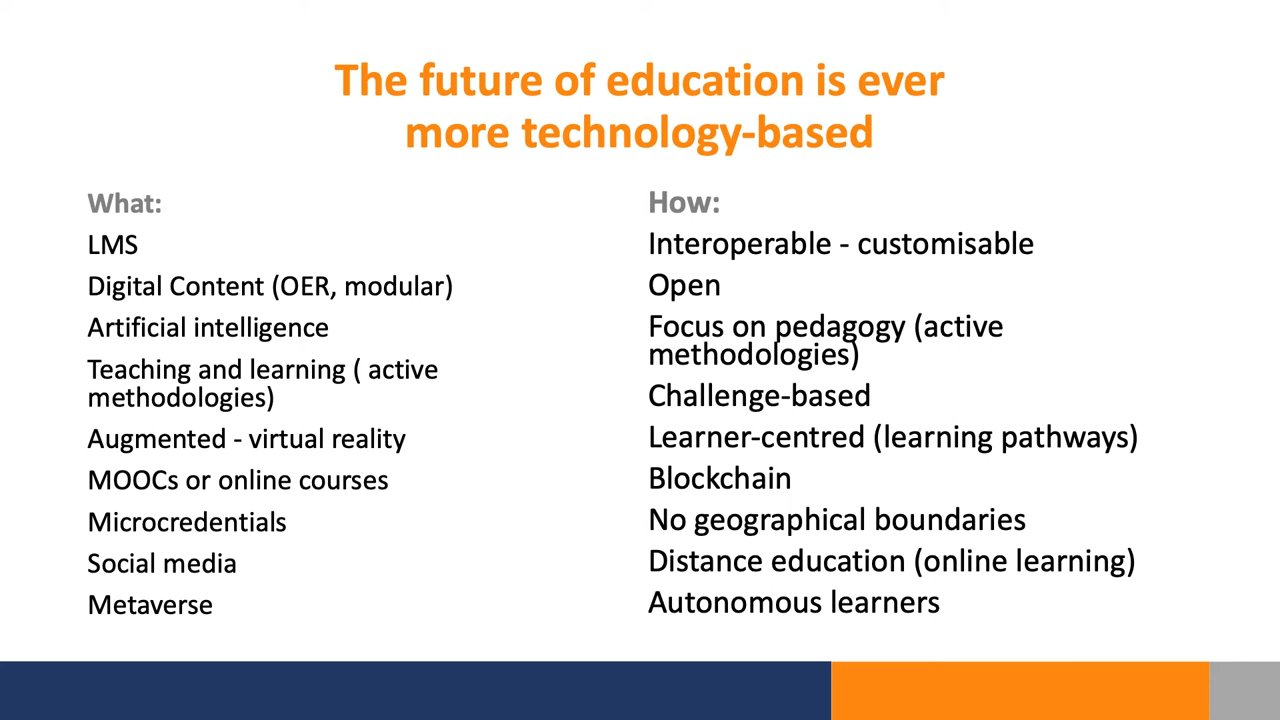 The future of education is ever
more technology-based
What:
LMS
Digital Content (OER, modular)
Artificial intelligence
Teaching and learning ( active
methodologies)
Augmented - virtual reality
MOOCs or online courses
Microcredentials
Social media
Metaverse
How:
Interoperable - customisable
Open
Focus on pedagogy (active
methodologies)
Challenge-based
Learner-centred (learning pathways)
Blockchain
No geographical boundaries
Distance education (online learning)
Autonomous learners